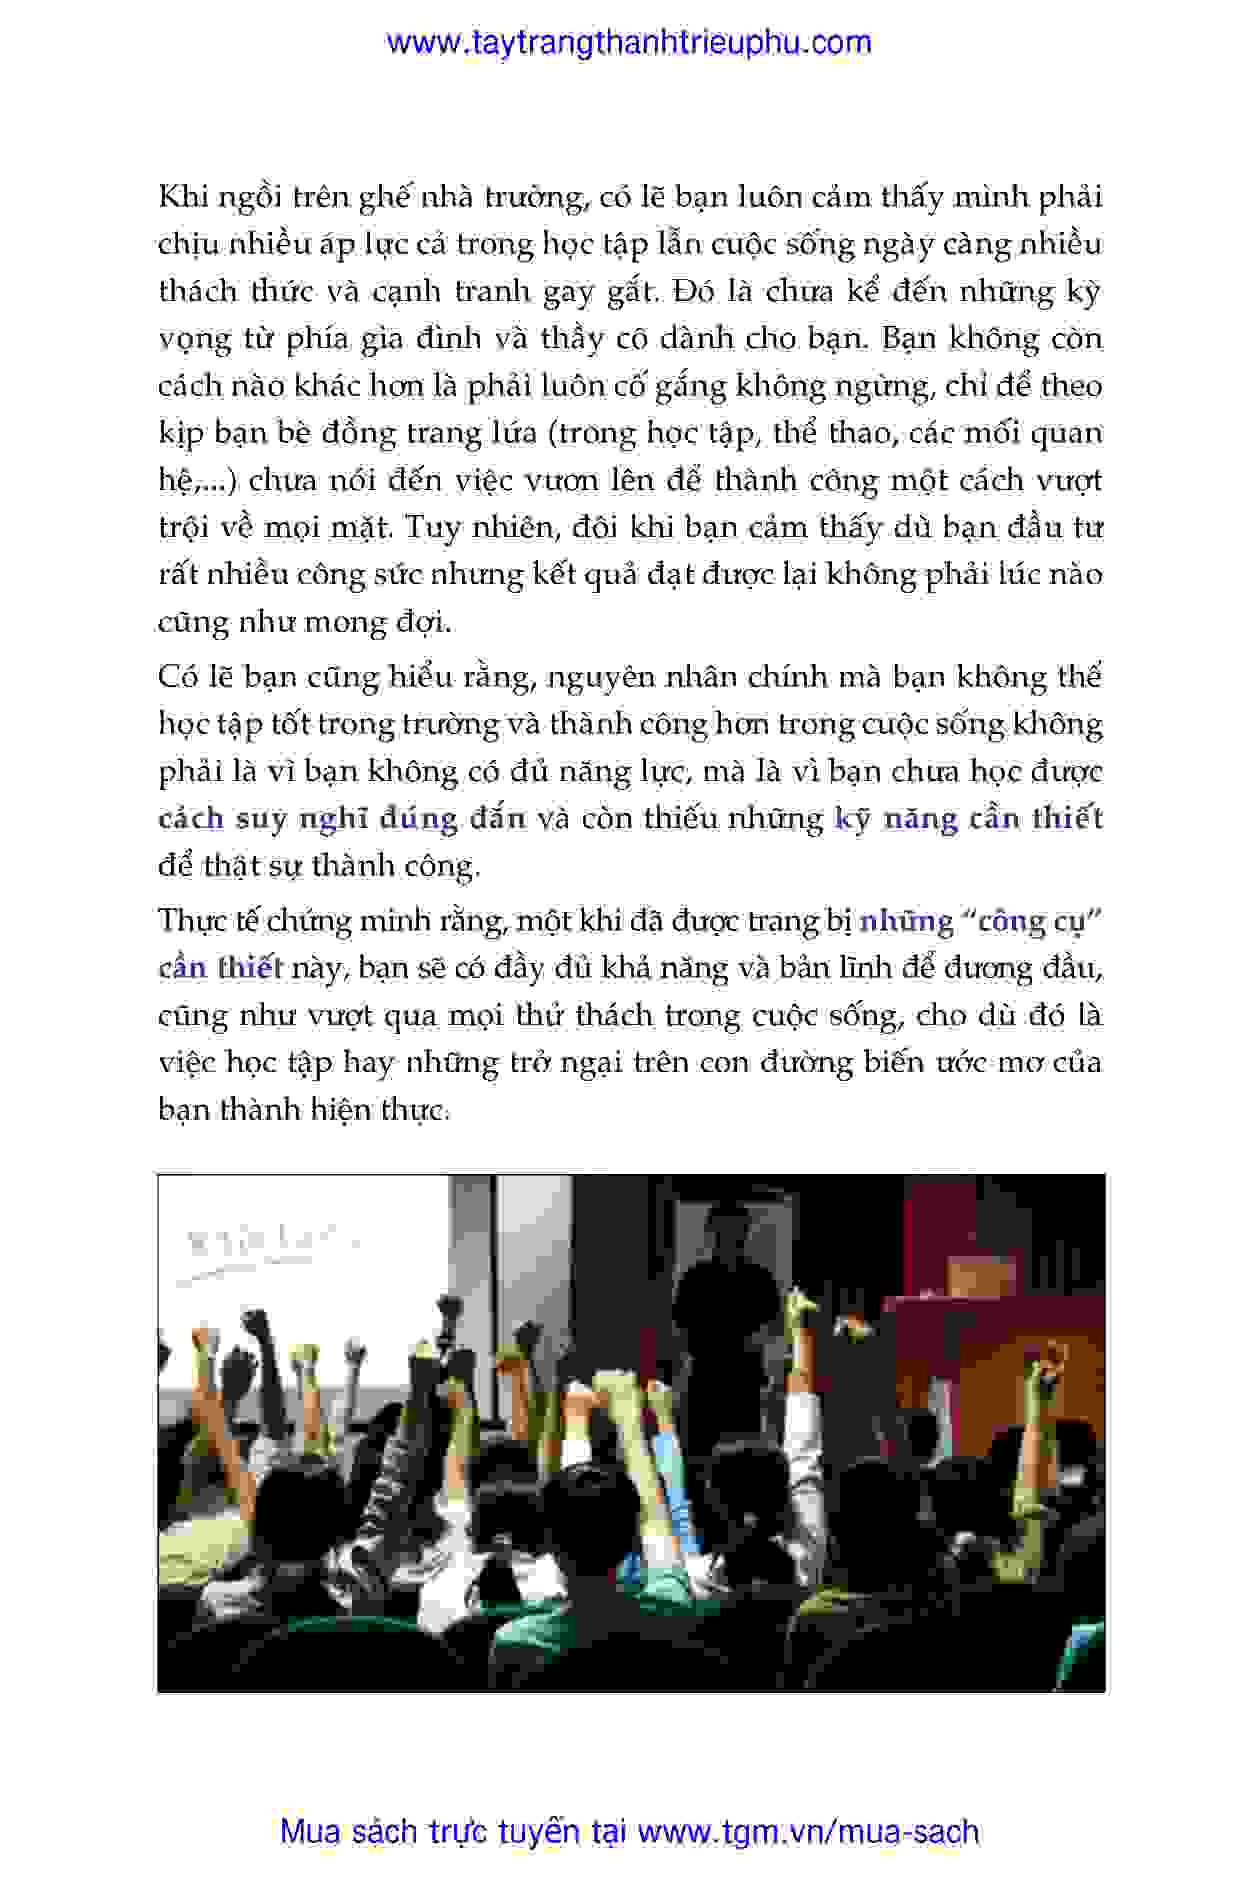 www.taytrangthanhtrieuphu.com
Khi ngồi trên ghế nhà trường, có lẽ bạn luôn cảm thấy mình phải
chịu nhiều áp lực cả trong học tập lẫn cuộc sống ngày càng nhiều
thách thức và cạnh tranh gay gắt. Đó là chưa kể đến những kỳ
vọng từ phía gia đình và thầy cô dành cho bạn. Bạn không còn
cách nào khác hơn là phải luôn cố gắng không ngừng, chỉ để theo
kịp bạn bè đồng trang lứa (trong học tập, thể thao, các mối quan
hệ,...) chưa nói đến việc vươn lên để thành công một cách vượt
trội về mọi mặt. Tuy nhiên, đôi khi bạn cảm thấy dù bạn đầu tư
rất nhiều công sức nhưng kết quả đạt được lại không phải lúc nào
cũng như mong đợi.
Có lẽ bạn cũng hiểu rằng, nguyên nhân chính mà bạn không thể
học tập tốt trong trường và thành công hơn trong cuộc sống không
phải là vì bạn không có đủ năng lực, mà là vì bạn chưa học được
cách suy nghĩ đúng đắn và còn thiếu những kỹ năng cần thiết
để thật sự thành công.
Thực tế chứng minh rằng, một khi đã được trang bị những “công cụ”
cần thiết này, bạn sẽ có đầy đủ khả năng và bản lĩnh để đương đầu,
cũng như vượt qua mọi thử thách trong cuộc sống, cho dù đó là
việc học tập hay những trở ngại trên con đường biến ước mơ của
bạn thành hiện thực.
Mua sách trực tuyến tại www.tgm.vn/mua-sach